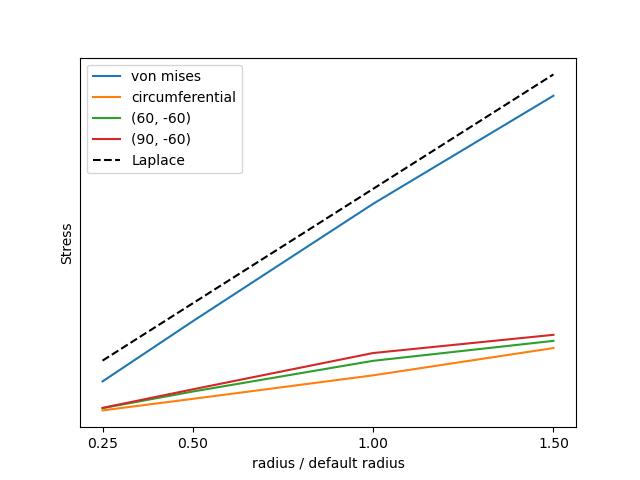 von mises
circumferential
(60, -60)
(90, -60)
Laplace
Stress
0.25
0.50
1.00
1.50
radius / default radius